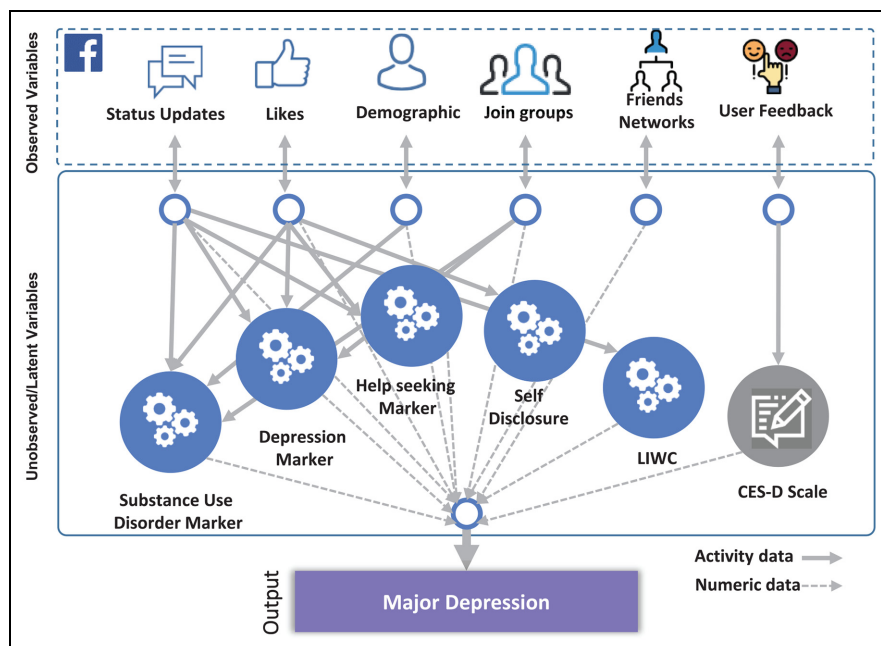 Observed Variables
f
Status Updates
Likes
Demographic
Join groups
Friends
Networks
User Feedback
Unobserved/Latent Variables
Substance Use
Disorder Marker
Depression
Marker
Help seeking
Marker
Self
Disclosure
LIWC
CES-D Scale
Activity data
Numeric data
Output
Major Depression